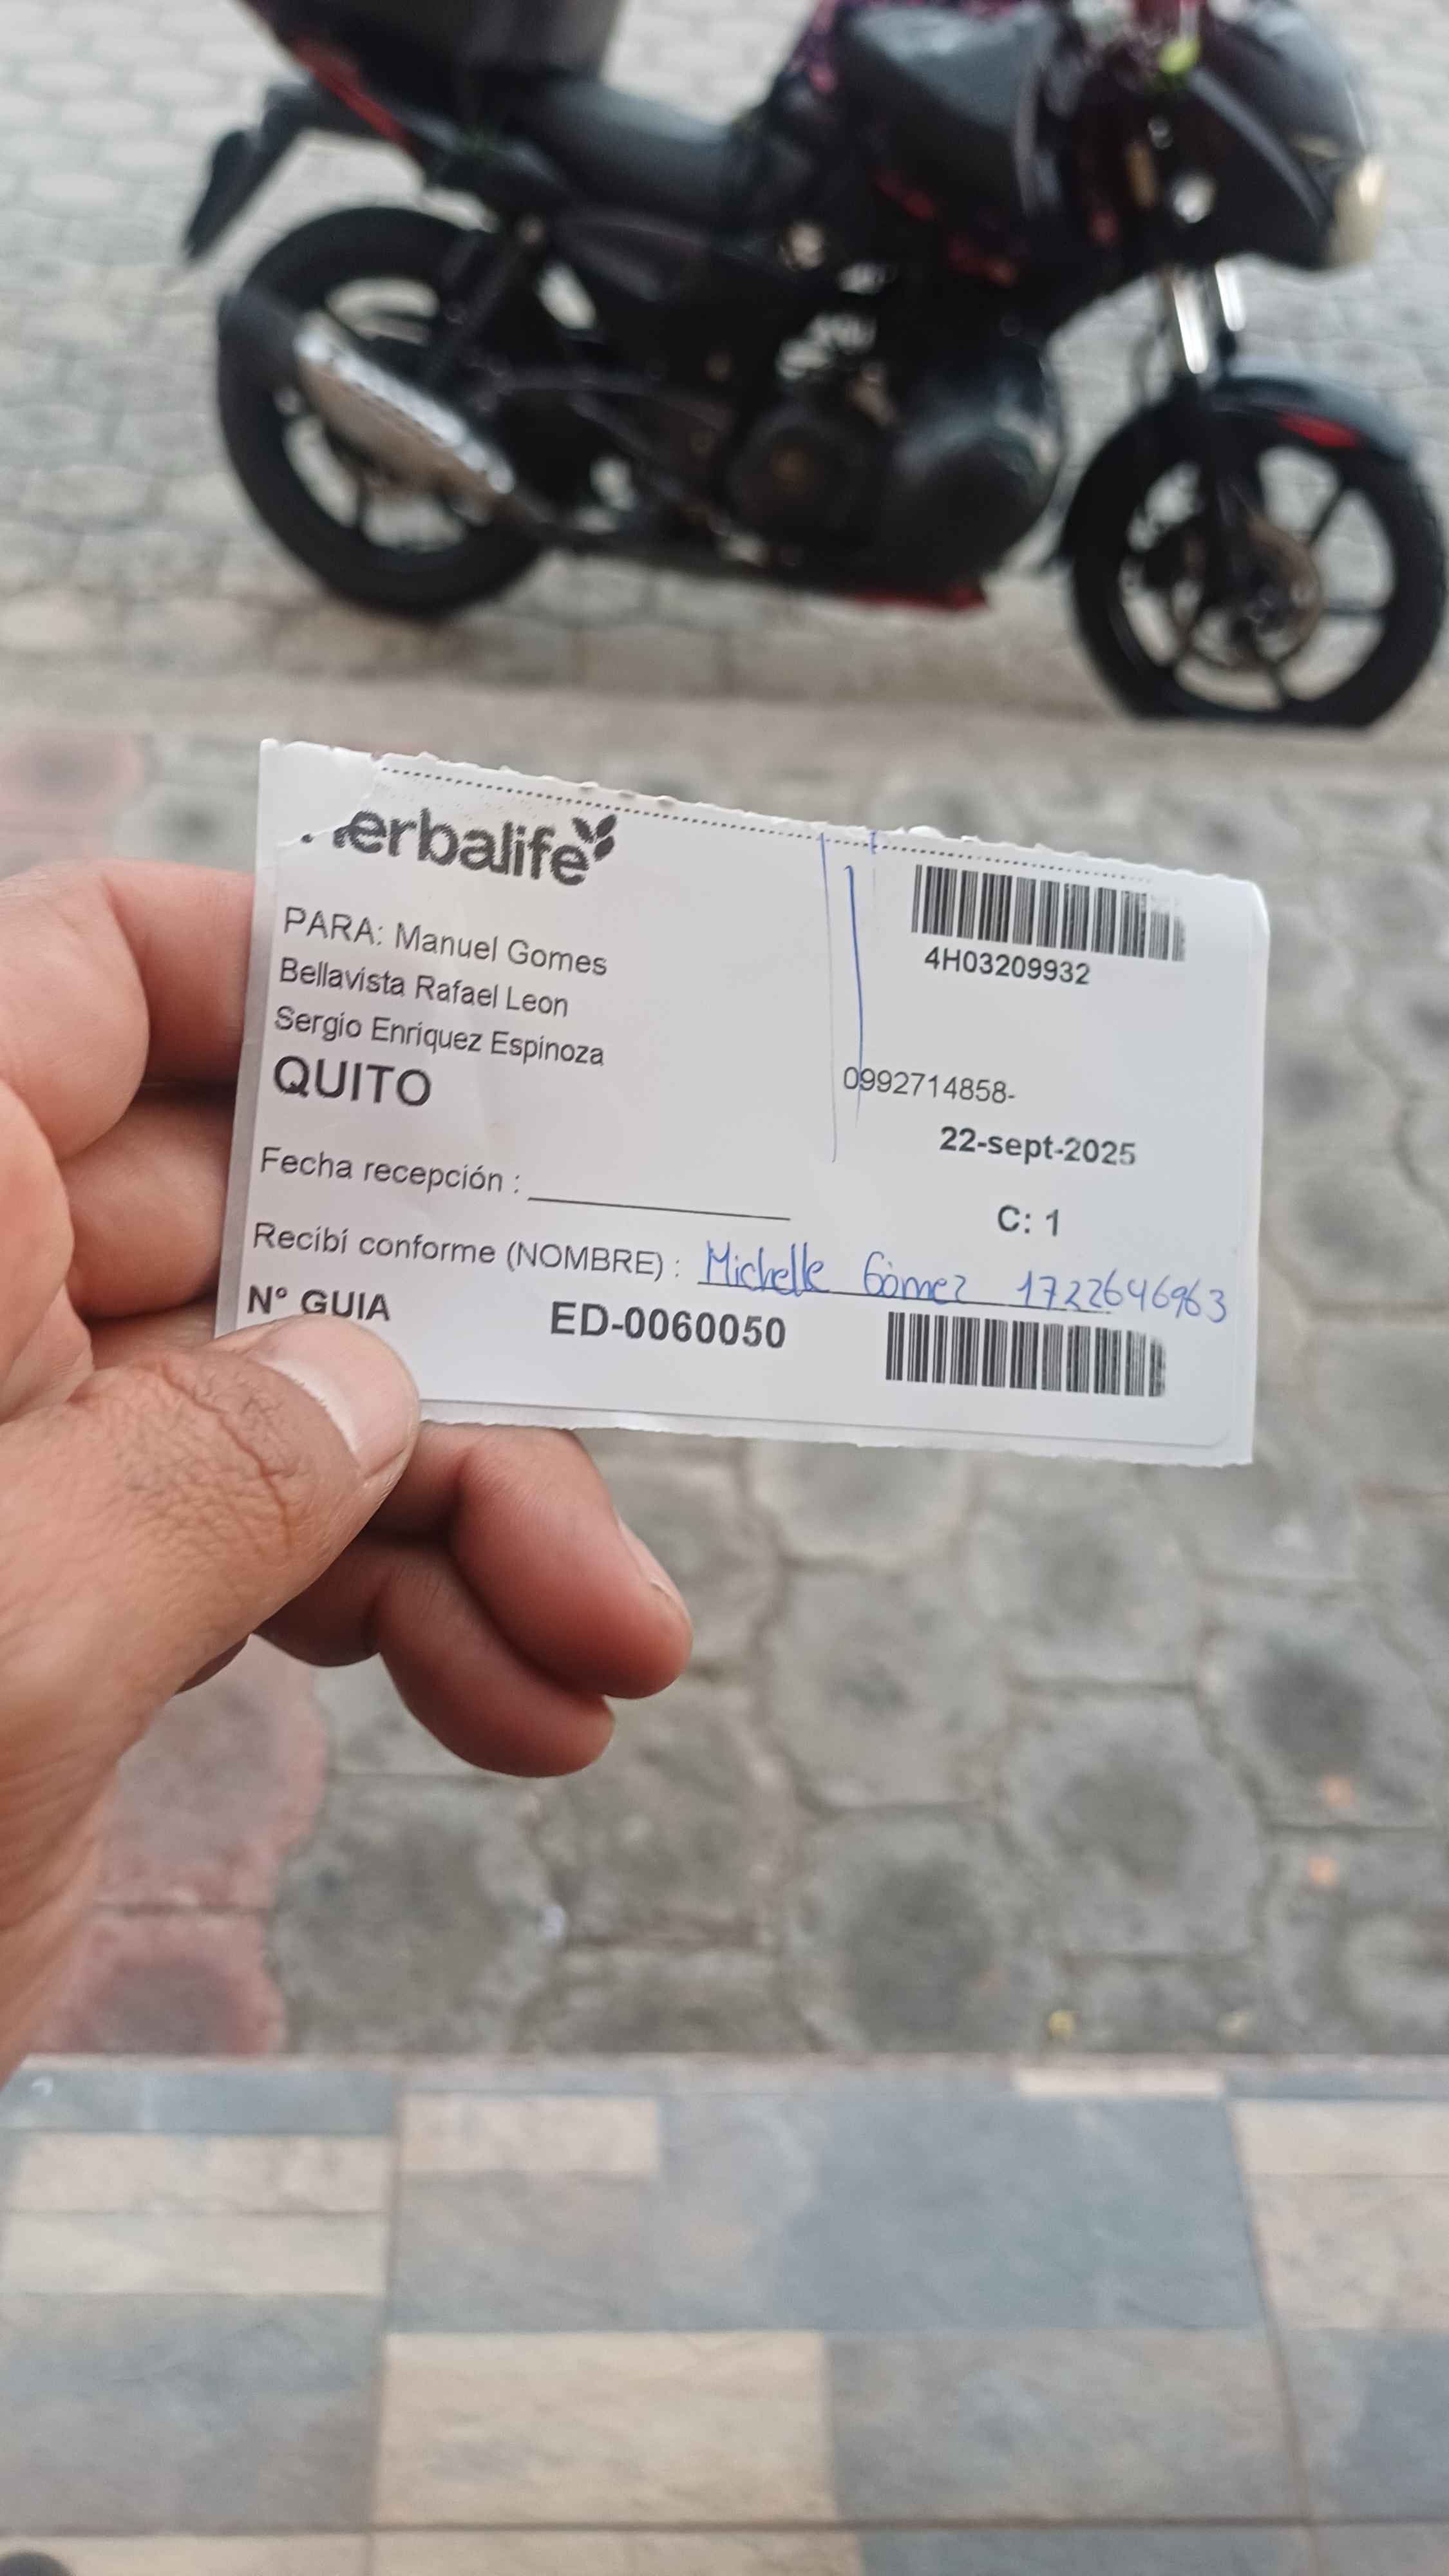 Herbalife
PARA: Manuel Gomes
Bellavista Rafael Leon
Sergio Enriquez Espinoza
QUITO
4H03209932
0992714858-
22-sept-2025
C: 1
Fecha recepción :
Recibí conforme (NOMBRE) : Michelle Gómez 1722646963
N° GUIA ED-0060050